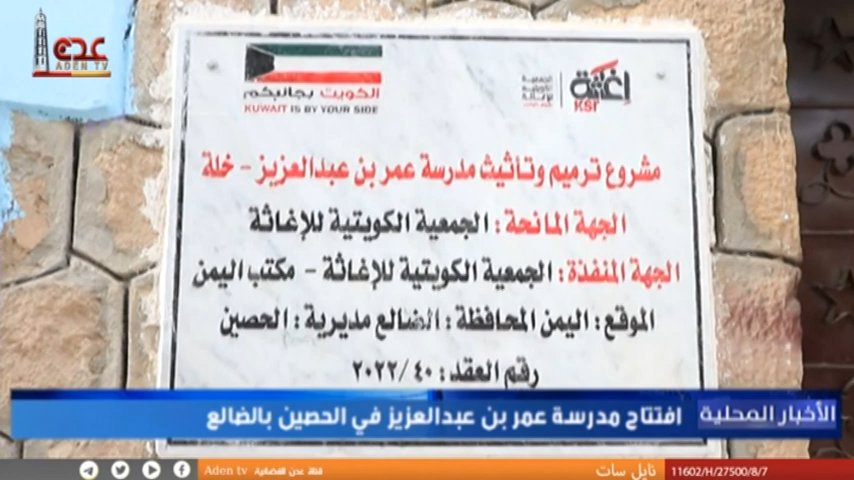 عدن
ADEN TV
الكويت بجانبكم
KUWAIT IS BY YOUR SIDE
الجمعية
الكويتية
للإغاثة
إغاثة
KSR
مشروع ترميم وتأثيث مدرسة عمر بن عبدالعزيز - خلة
الجهة المانحة : الجمعية الكويتية للإغاثة
الجهة المنفذة : الجمعية الكويتية للإغاثة - مكتب اليمن
الموقع : اليمن المحافظة : الضالع مديرية : الحصين
رقم العقد : ٢٠٢٢/٤٠
الأخبار المحلية
افتتاح مدرسة عمر بن عبدالعزيز في الحصين بالضالع
Aden tv
قناة عدن الفضائية
نايل سات
11602/H/27500/8/7